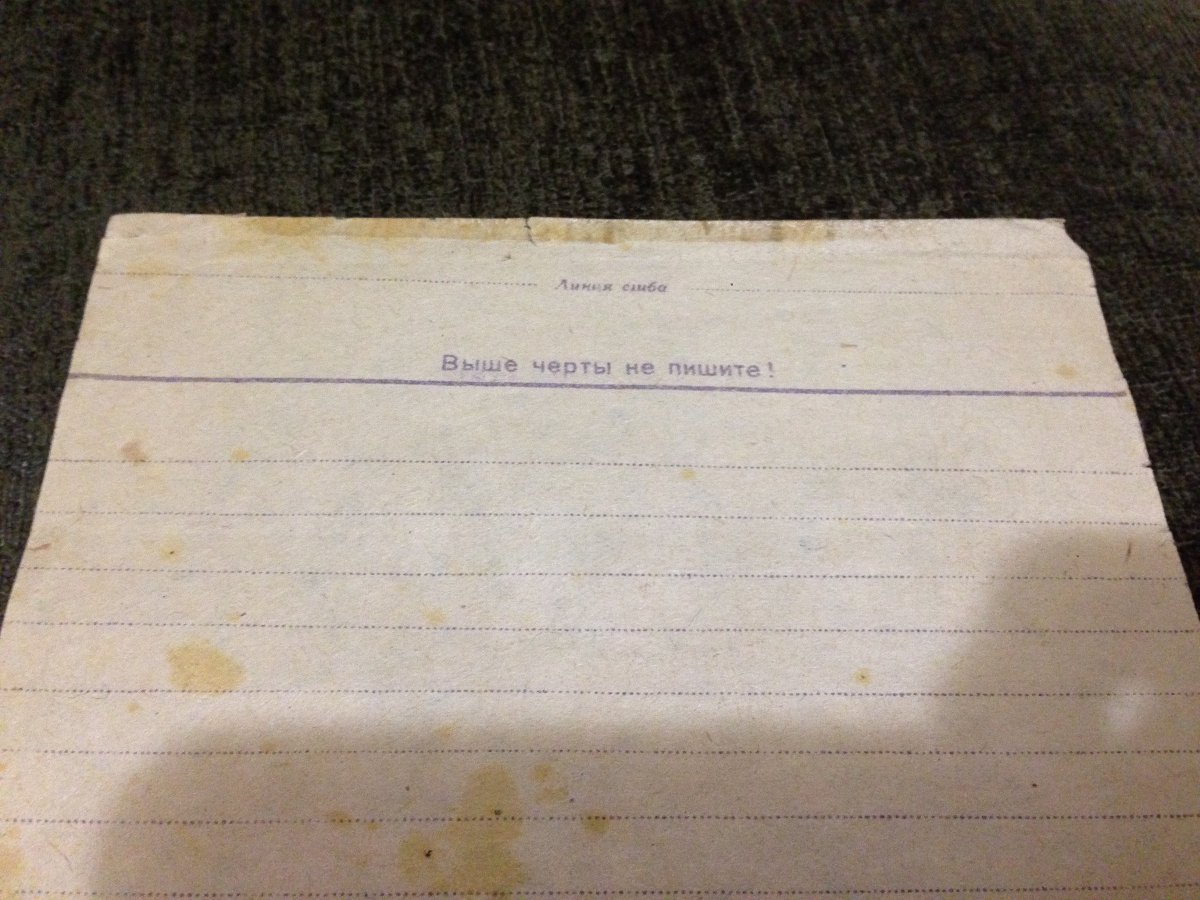 Линия сгиба
Выше черты не пишите!